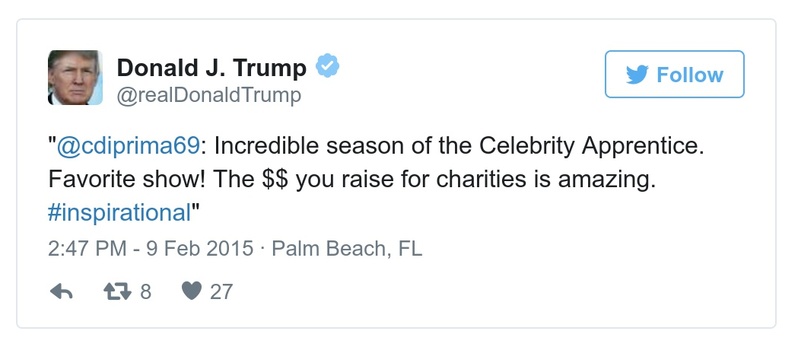 Donald J. Trump
@realDonaldTrump
Follow
"@cdiprima69: Incredible season of the Celebrity Apprentice.
Favorite show! The $$ you raise for charities is amazing.
#inspirational"
2:47 PM - 9 Feb 2015 · Palm Beach, FL
8 27